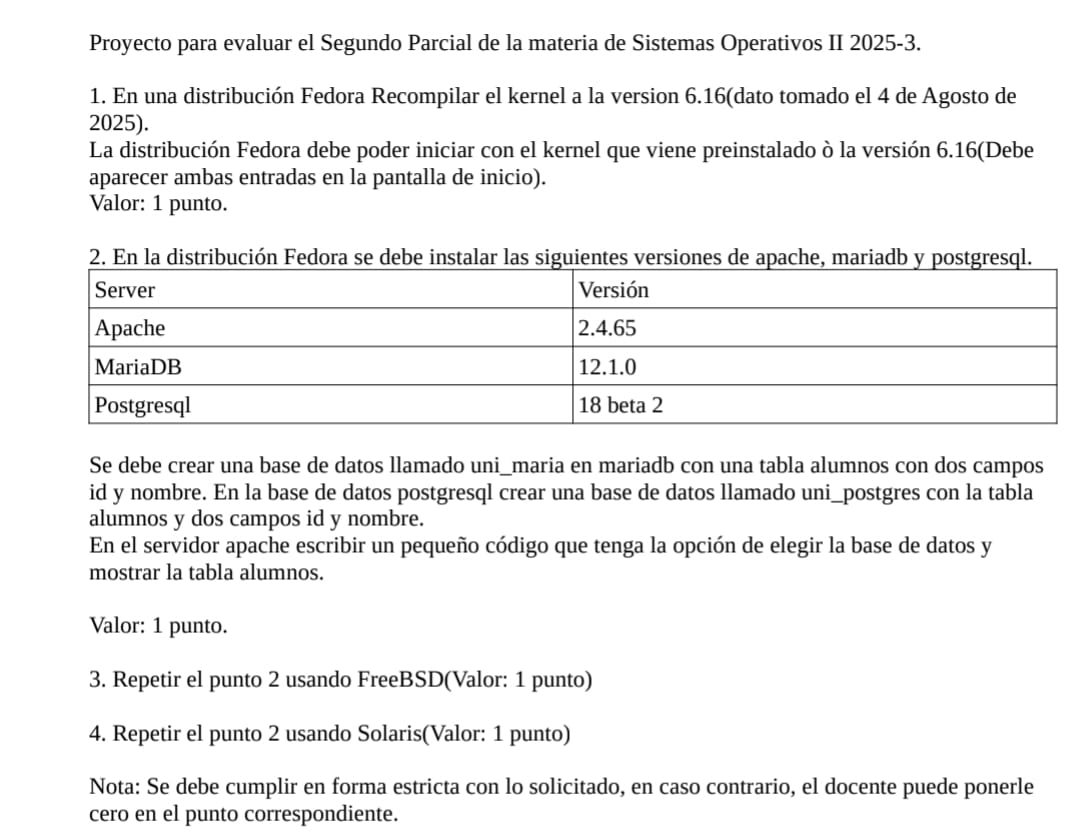 Proyecto para evaluar el Segundo Parcial de la materia de Sistemas Operativos II 2025-3.
1. En una distribución Fedora Recompilar el kernel a la version 6.16(dato tomado el 4 de Agosto de
2025).
La distribución Fedora debe poder iniciar con el kernel que viene preinstalado ò la versión 6.16(Debe
aparecer ambas entradas en la pantalla de inicio).
Valor: 1 punto.
2. En la distribución Fedora se debe instalar las siguientes versiones de apache, mariadb y postgresql.
Server Versión
Apache 2.4.65
MariaDB 12.1.0
Postgresql 18 beta 2
Se debe crear una base de datos llamado uni_maria en mariadb con una tabla alumnos con dos campos
id y nombre. En la base de datos postgresql crear una base de datos llamado uni_postgres con la tabla
alumnos y dos campos id y nombre.
En el servidor apache escribir un pequeño código que tenga la opción de elegir la base de datos y
mostrar la tabla alumnos.
Valor: 1 punto.
3. Repetir el punto 2 usando FreeBSD(Valor: 1 punto)
4. Repetir el punto 2 usando Solaris(Valor: 1 punto)
Nota: Se debe cumplir en forma estricta con lo solicitado, en caso contrario, el docente puede ponerle
cero en el punto correspondiente.